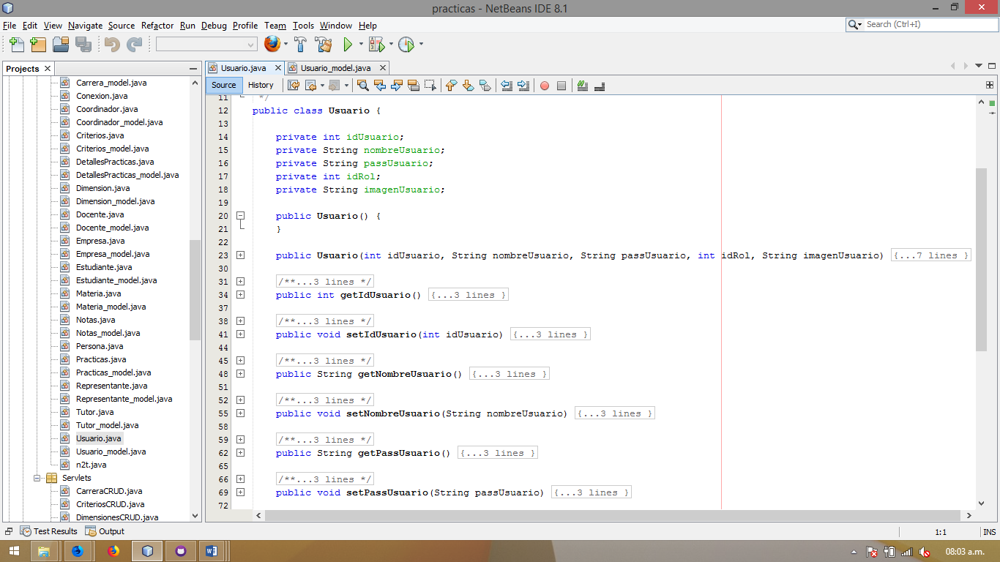 practicas - NetBeans IDE 8.1
File Edit View Navigate Source Refactor Run Debug Profile Team Tools Window Help
Search (Ctrl+I)
Projects
Carrera_model.java
Conexion.java
Coordinador.java
Coordinador_model.java
Criterios.java
Criterios_model.java
DetallesPracticas.java
DetallesPracticas_model.java
Dimension.java
Dimension_model.java
Docente.java
Docente_model.java
Empresa.java
Empresa_model.java
Estudiante.java
Estudiante_model.java
Materia.java
Materia_model.java
Notas.java
Notas_model.java
Persona.java
Practicas.java
Practicas_model.java
Representante.java
Representante_model.java
Tutor.java
Tutor_model.java
Usuario.java
Usuario_model.java
n2t.java
Servlets
CarreraCRUD.java
CriteriosCRUD.java
DimensionesCRUD.java
Usuario.java Usuario_model.java
Source History
11 */
12 public class Usuario {
13
14 private int idUsuario;
15 private String nombreUsuario;
16 private String passUsuario;
17 private int idRol;
18 private String imagenUsuario;
19
20 public Usuario() {
21 }
22
23 public Usuario(int idUsuario, String nombreUsuario, String passUsuario, int idRol, String imagenUsuario) {...7 lines }
30
31 /**...3 lines */
34 public int getIdUsuario() {...3 lines }
37
38 /**...3 lines */
41 public void setIdUsuario(int idUsuario) {...3 lines }
44
45 /**...3 lines */
48 public String getNombreUsuario() {...3 lines }
51
52 /**...3 lines */
55 public void setNombreUsuario(String nombreUsuario) {...3 lines }
58
59 /**...3 lines */
62 public String getPassUsuario() {...3 lines }
65
66 /**...3 lines */
69 public void setPassUsuario(String passUsuario) {...3 lines }
72
Test Results Output
1:1 INS
08:03 a.m.